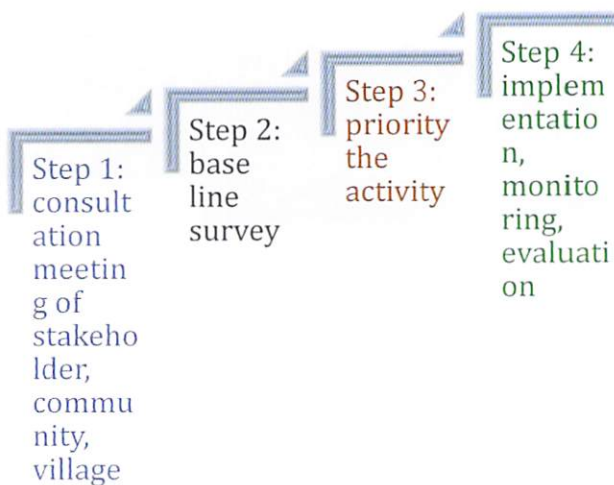 Step 1:
consult
ation
meetin
g of
stakeho
lder,
commu
nity,
village
Step 2:
base
line
survey
Step 3:
priority
the
activity
Step 4:
implem
entatio
n,
monito
ring,
evaluati
on